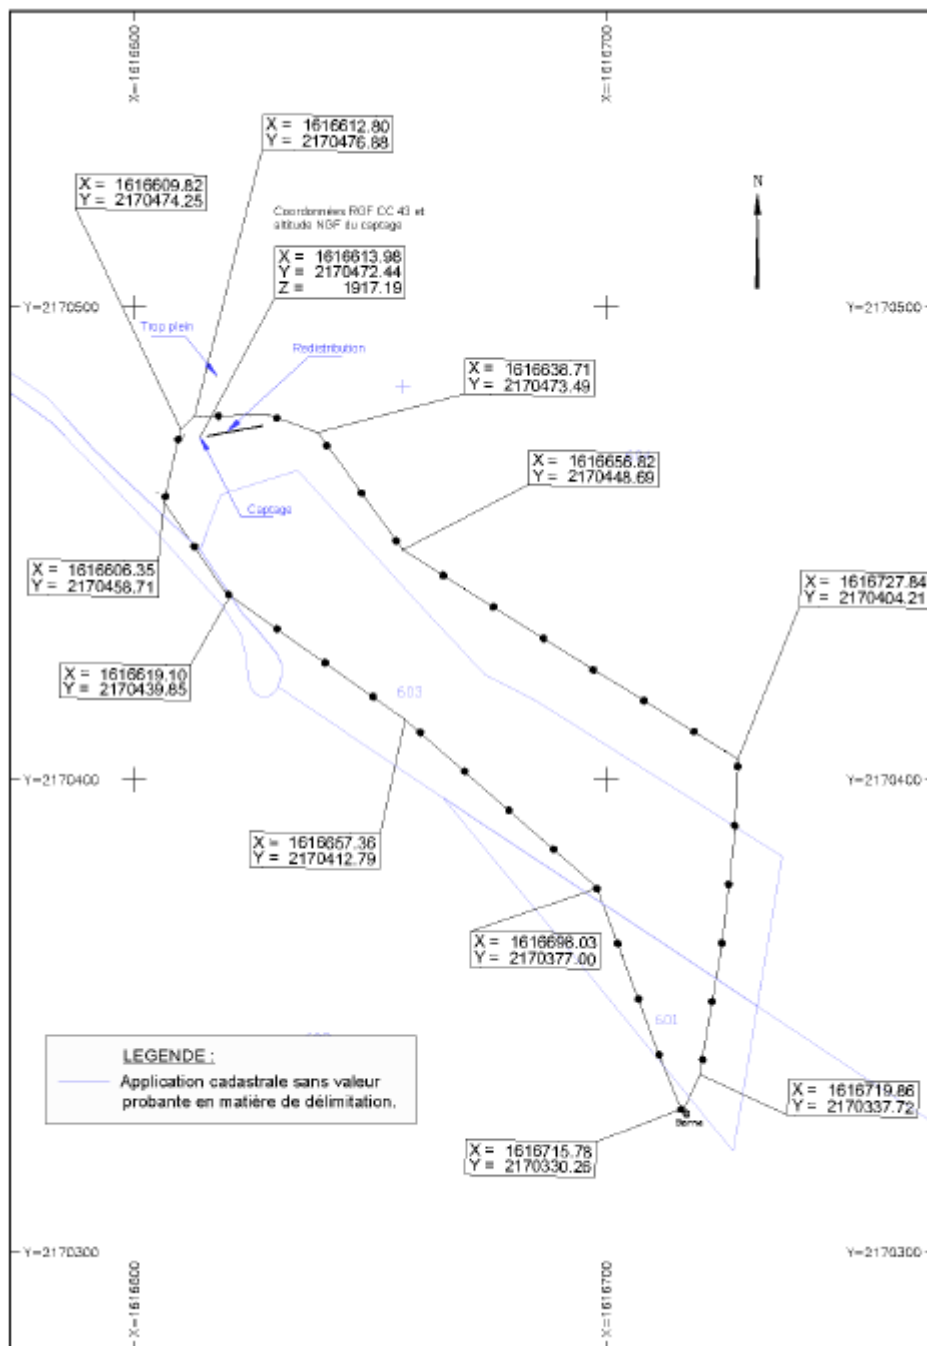 X=1616600
X=1616700
X = 1616612.80
Y = 2170476.88
X = 1616609.82
Y = 2170474.25
N
Coordonnées RGF CC 43 et
altitude NGF du captage
X = 1616613.98
Y = 2170472.44
Z = 1917.19
Y=2170500
Y=2170500
Trop plein
Redistribution
X = 1616638.71
Y = 2170473.49
X = 1616656.82
Y = 2170448.69
Captage
X = 1616606.35
Y = 2170458.71
X = 1616727.84
Y = 2170404.21
X = 1616619.10
Y = 2170439.85
603
Y=2170400
Y=2170400
X = 1616657.36
Y = 2170412.79
X = 1616698.03
Y = 2170377.00
601
LEGENDE :
Application cadastrale sans valeur
probante en matière de délimitation.
X = 1616719.86
Y = 2170337.72
Borne
X = 1616715.78
Y = 2170330.26
Y=2170300
Y=2170300
X=1616600
X=1616700